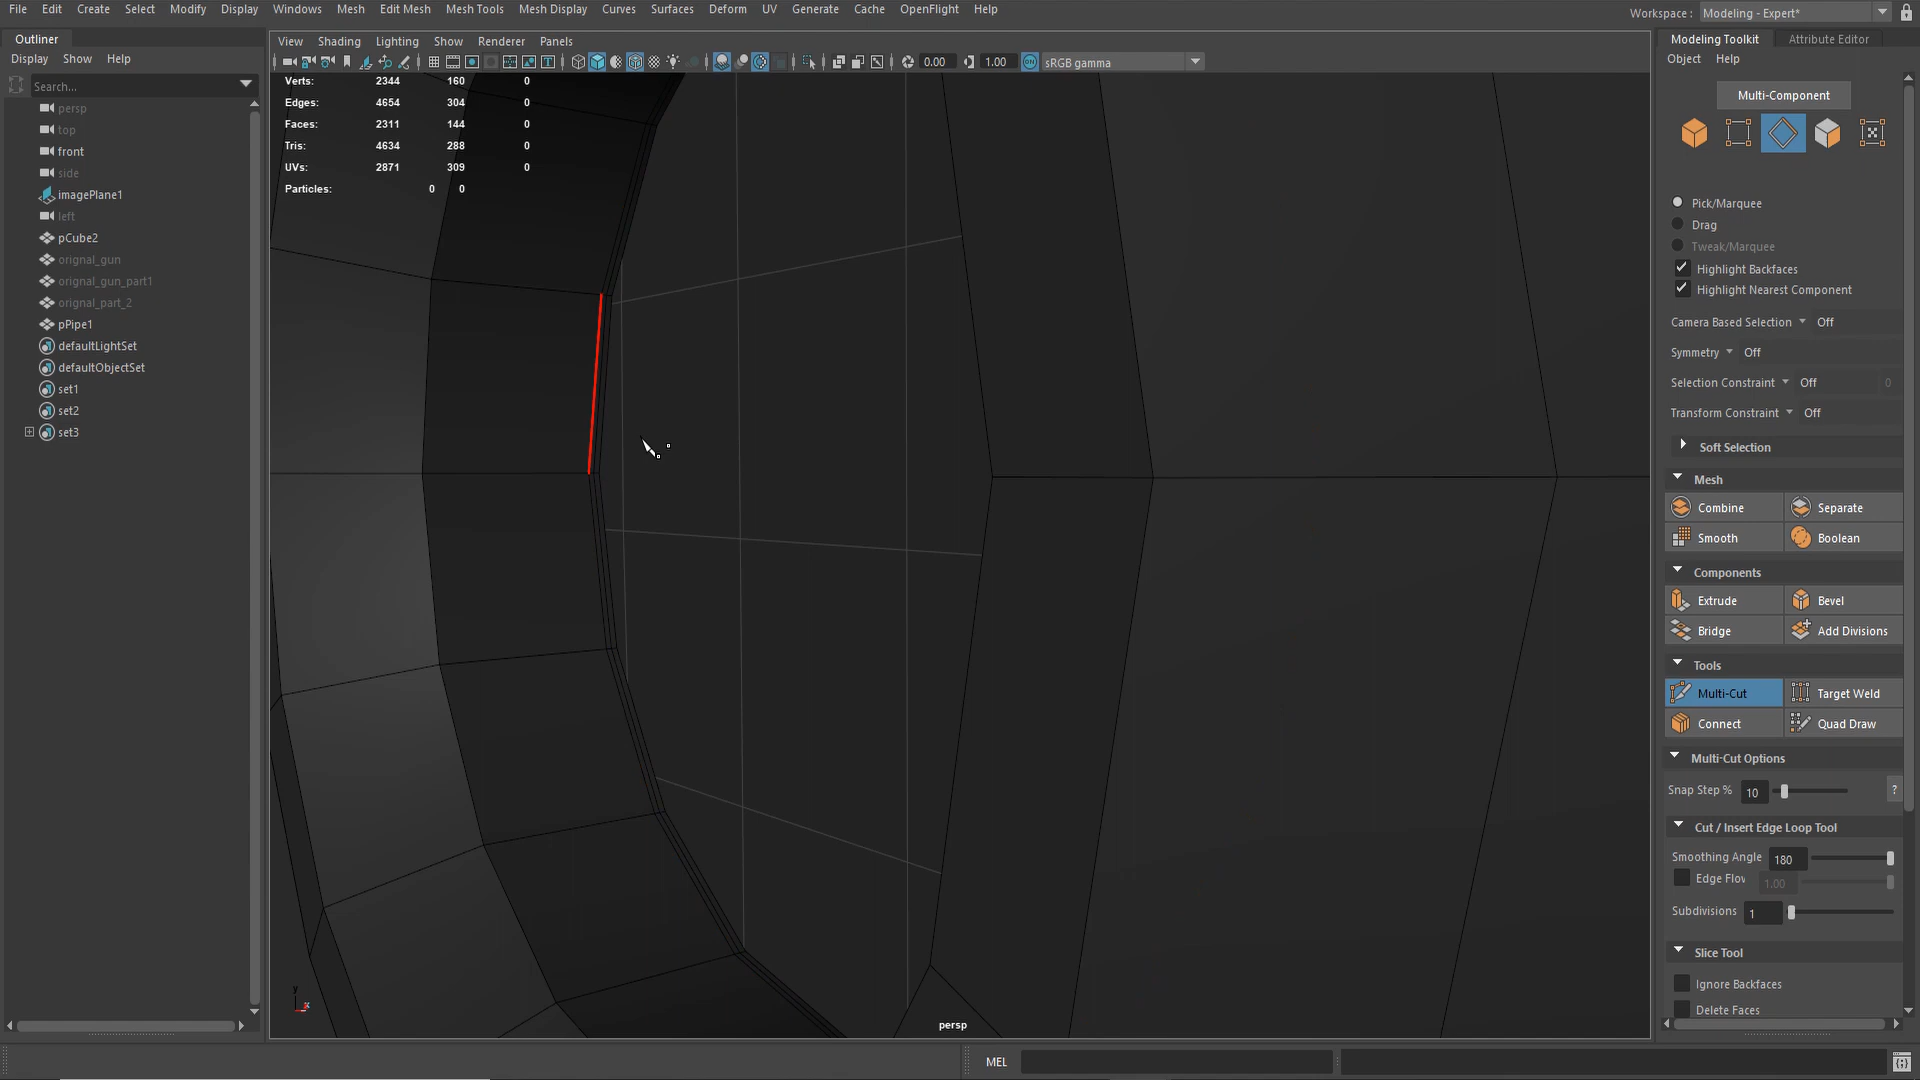 File Edit Create Select Modify Display Windows Mesh Edit Mesh Mesh Tools Mesh Display Curves Surfaces Deform UV Generate Cache OpenFlight Help
Workspace : Modeling - Expert*
Outliner
Display Show Help
Search...
persp
top
front
side
imagePlane1
left
pCube2
orignal_gun
orignal_gun_part1
orignal_part_2
pPipe1
defaultLightSet
defaultObjectSet
set1
set2
set3
View Shading Lighting Show Renderer Panels
0.00 1.00 ON sRGB gamma
Verts: 2344 160 0
Edges: 4654 304 0
Faces: 2311 144 0
Tris: 4634 288 0
UVs: 2871 309 0
Particles: 0 0
y
x
persp
Modeling Toolkit Attribute Editor
Object Help
Multi-Component
Pick/Marquee
Drag
Tweak/Marquee
Highlight Backfaces
Highlight Nearest Component
Camera Based Selection Off
Symmetry Off
Selection Constraint Off 0
Transform Constraint Off
Soft Selection
Mesh
Combine Separate
Smooth Boolean
Components
Extrude Bevel
Bridge Add Divisions
Tools
Multi-Cut Target Weld
Connect Quad Draw
Multi-Cut Options
Snap Step % 10 ?
Cut / Insert Edge Loop Tool
Smoothing Angle 180
Edge Flov 1.00
Subdivisions 1
Slice Tool
Ignore Backfaces
Delete Faces
MEL